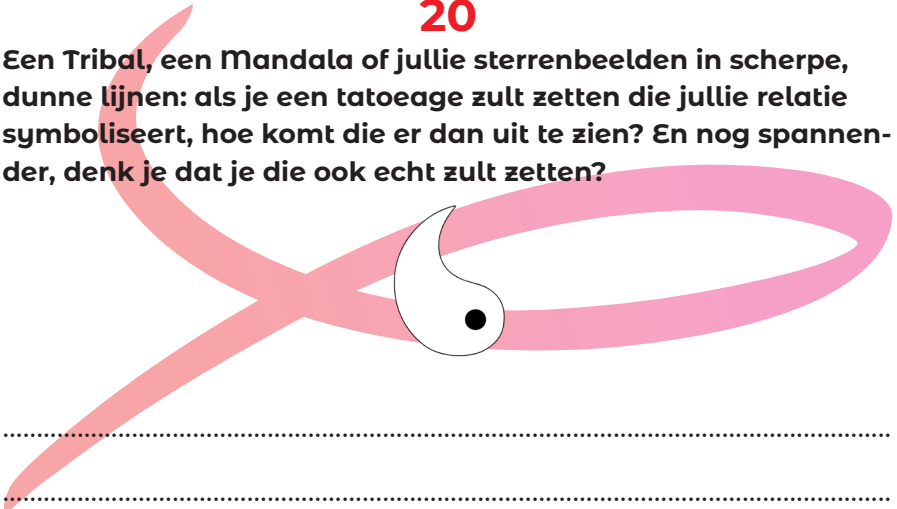 20
Een Tribal, een Mandala of jullie sterrenbeelden in scherpe,
dunne lijnen: als je een tatoeage zult zetten die jullie relatie
symboliseert, hoe komt die er dan uit te zien? En nog spannen-
der, denk je dat je die ook echt zult zetten?